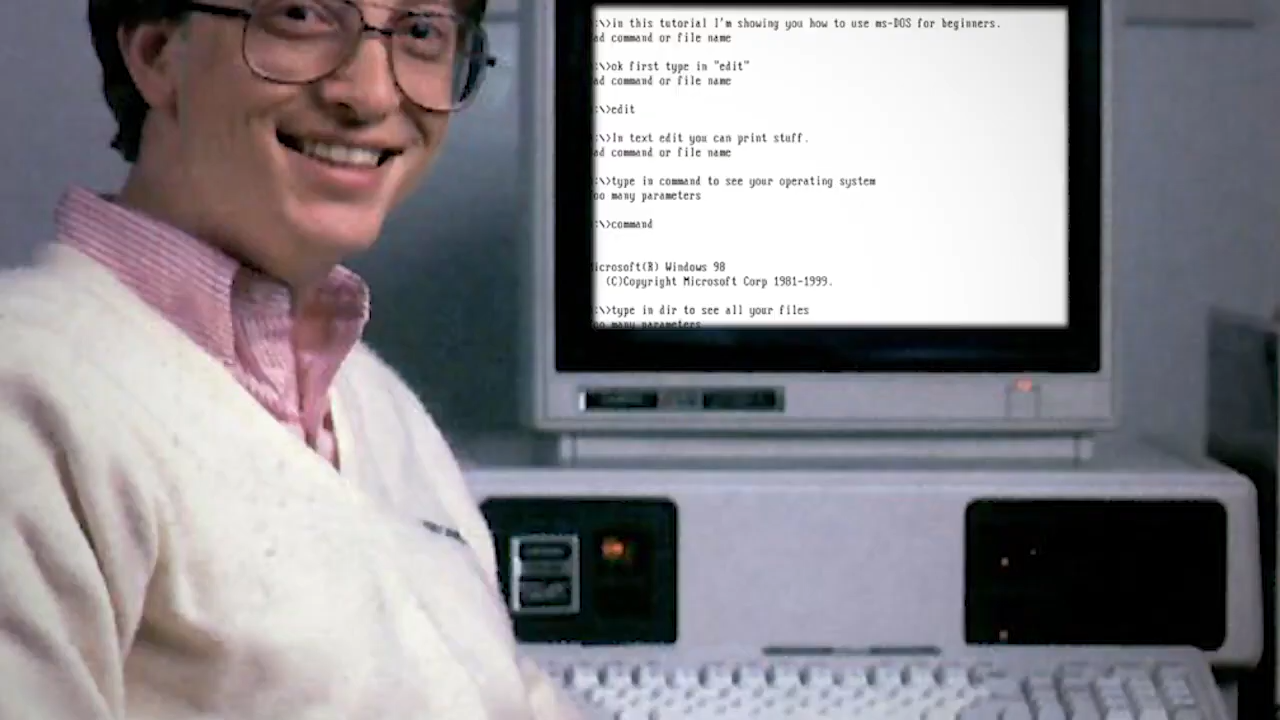 :\>in this tutorial I'm showing you how to use ms-DOS for beginners.
ad command or file name
:\>ok first type in "edit"
ad command or file name
:\>edit
:\>In text edit you can print stuff.
ad command or file name
:\>type in command to see your operating system
oo many parameters
:\>command
icrosoft(R) Windows 98
(C)Copyright Microsoft Corp 1981-1999.
:\>type in dir to see all your files
oo many parameters